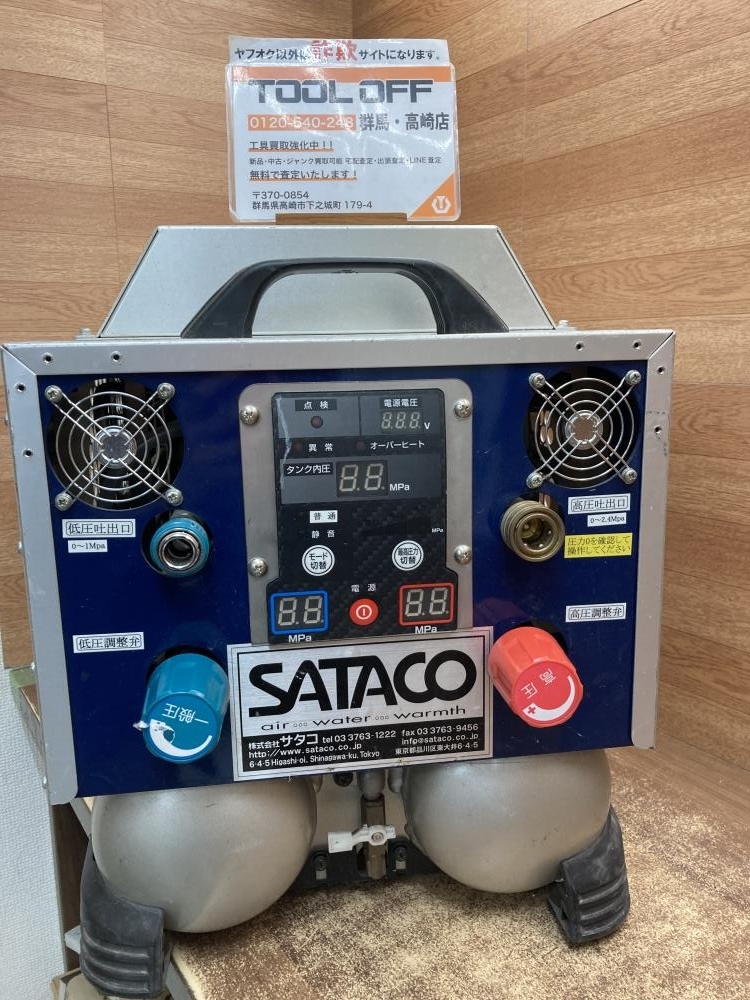 ヤフオク以外は詐欺サイトになります。
TOOL OFF
0120-540-248 群馬・高崎店
工具買取強化中!!
新品・中古・ジャンク買取可能 宅配査定・出張査定・LINE査定
無料で査定いたします!
〒370-0854
群馬県高崎市下之城町 179-4
点検
電源電圧
8.8.8. V
異常
オーバーヒート
タンク内圧
8.8. MPa
低圧吐出口
0~1Mpa
高圧吐出口
0~2.4Mpa
圧力0を確認して
操作してください
普通
静音
MPa
モード切替
最高圧力切替
電源
8.8 MPa
8.8 MPa
低圧調整弁
高圧調整弁
一般圧
高圧
SATACO
air ○○○ water ○○○ warmth
株式会社サタコ tel 03 3763-1222 fax 03 3763-9456
http://www.sataco.co.jp info@sataco.co.jp
6-4-5 Higashi-oi, Shinagawa-ku, Tokyo 東京都品川区東大井6-4-5